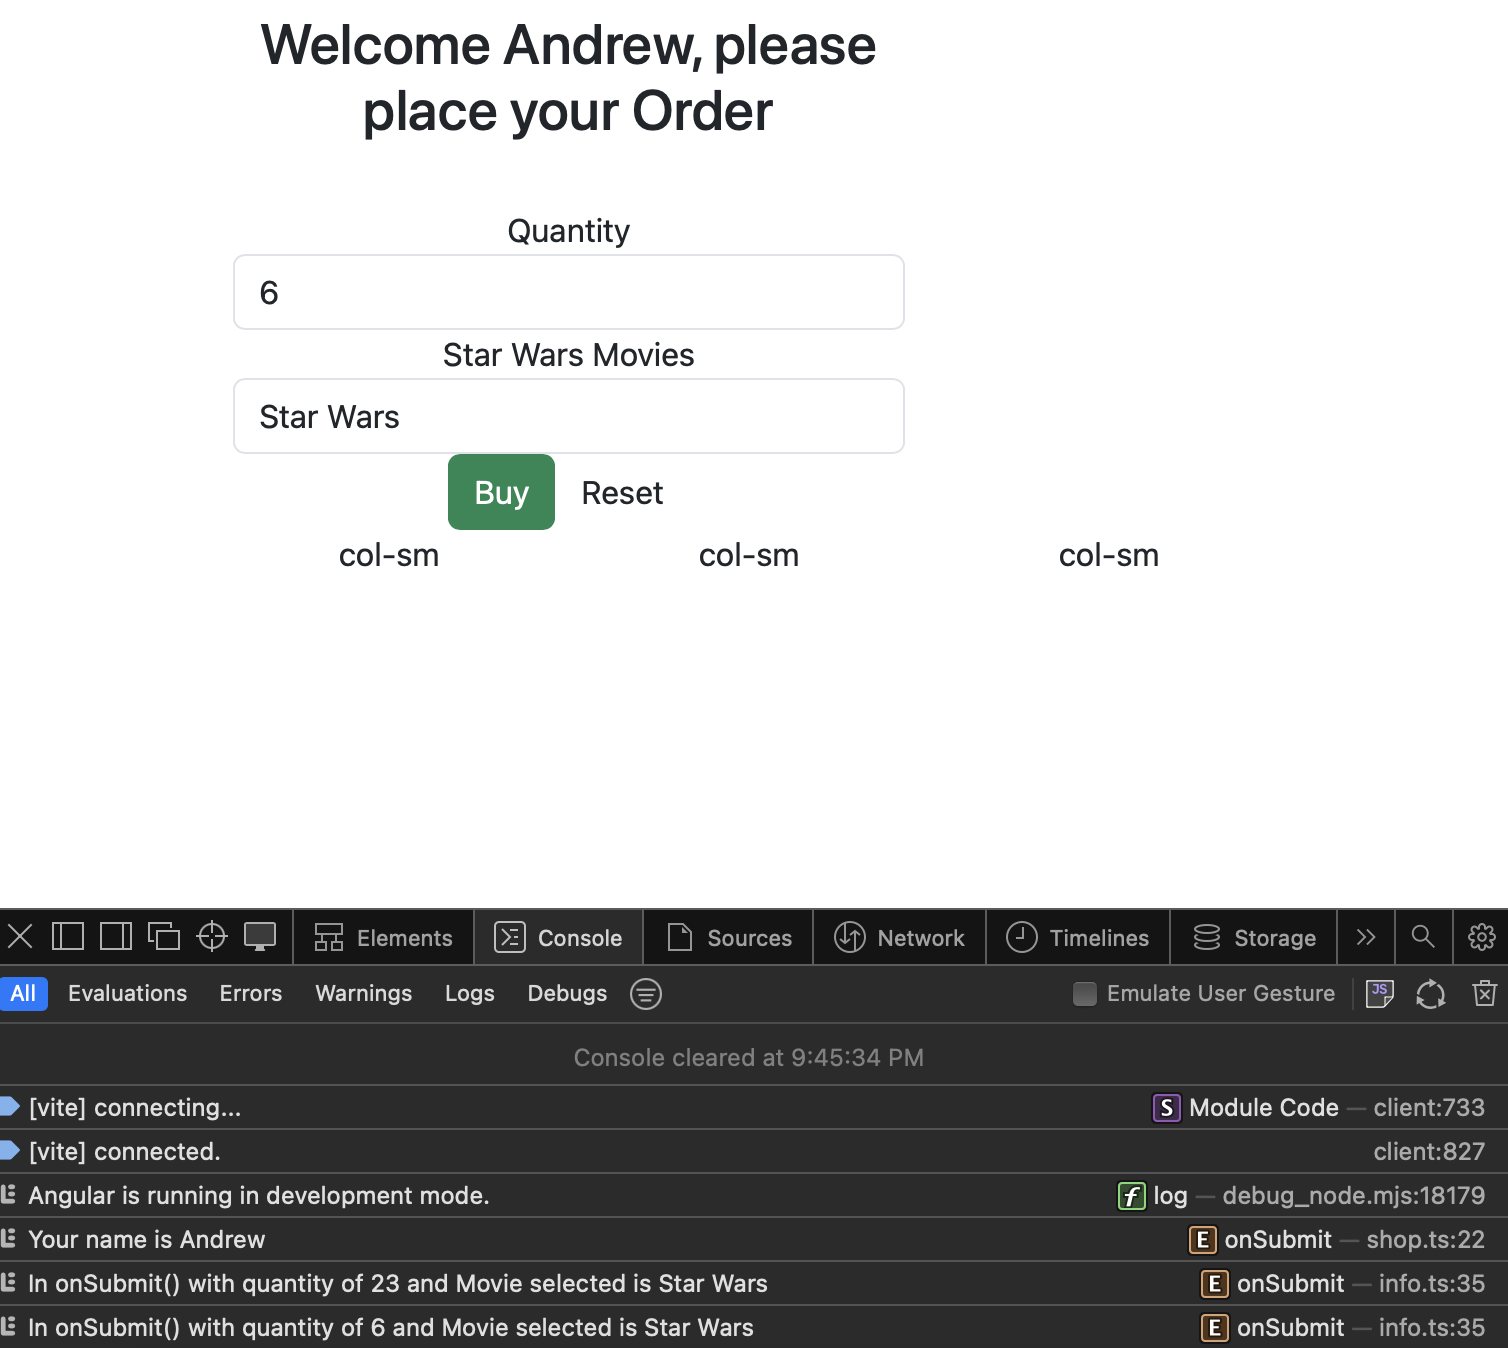 Welcome Andrew, please
place your Order
Quantity
6
Star Wars Movies
Star Wars
Buy Reset
col-sm col-sm col-sm
Elements Console Sources Network Timelines Storage
All Evaluations Errors Warnings Logs Debugs Emulate User Gesture JS
Console cleared at 9:45:34 PM
[vite] connecting... S Module Code — client:733
[vite] connected. client:827
Angular is running in development mode. f log — debug_node.mjs:18179
Your name is Andrew E onSubmit — shop.ts:22
In onSubmit() with quantity of 23 and Movie selected is Star Wars E onSubmit — info.ts:35
In onSubmit() with quantity of 6 and Movie selected is Star Wars E onSubmit — info.ts:35